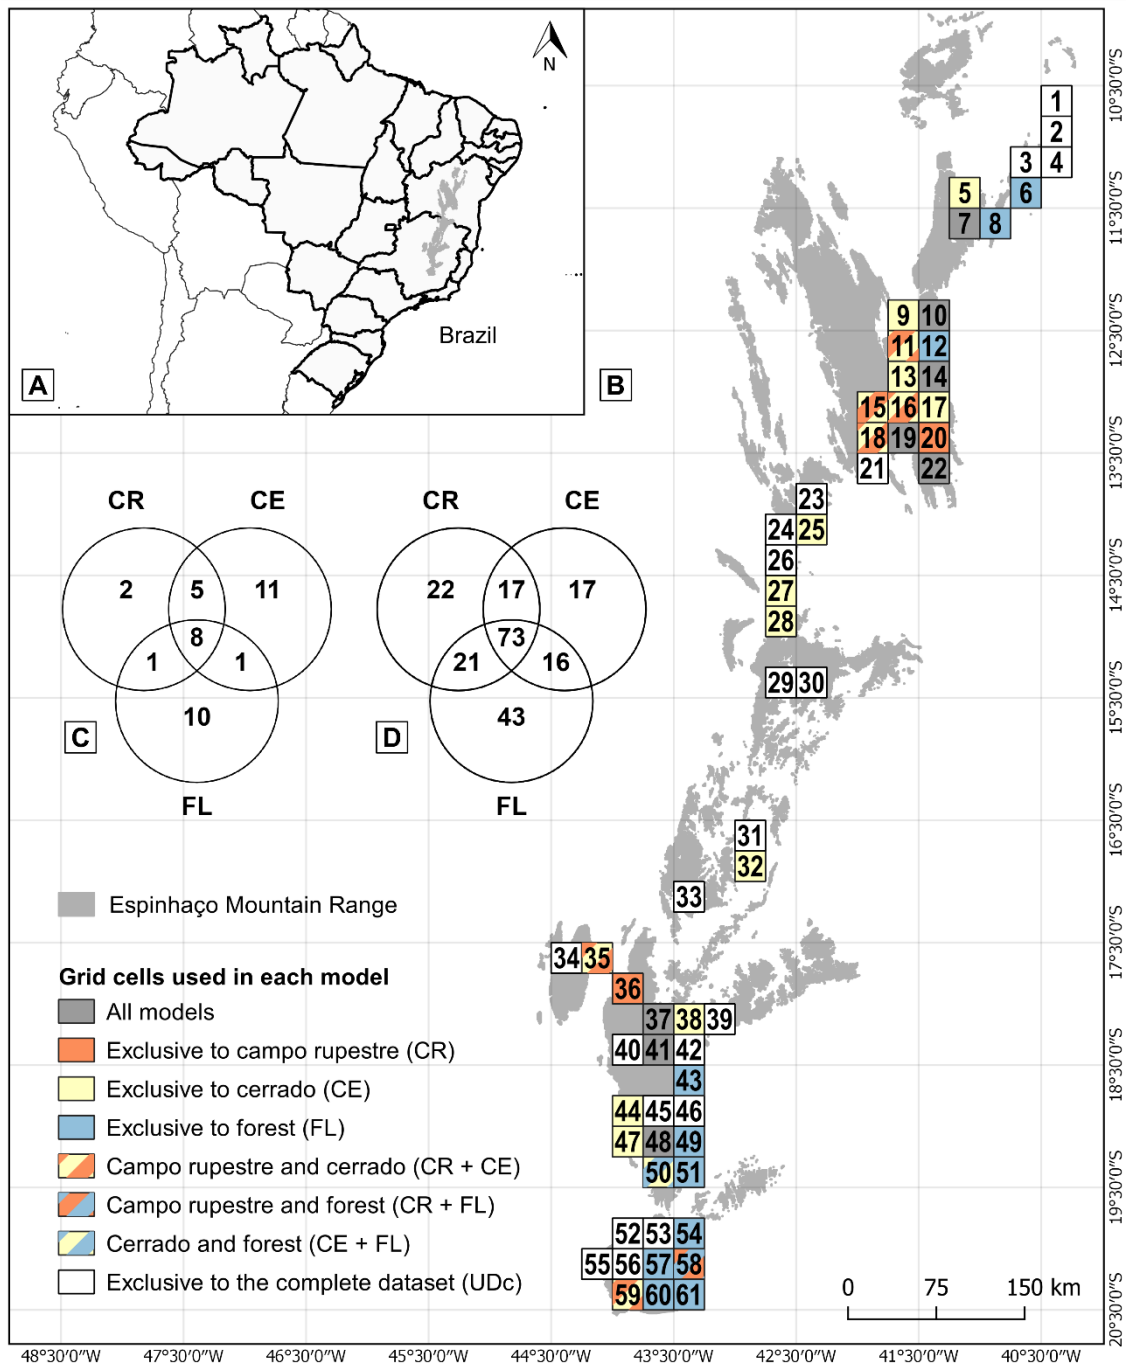 N
Brazil
A
B
1
2
3 4
5 6
7 8
9 10
11 12
13 14
15 16 17
18 19 20
21 22
23
24 25
26
27
28
29 30
31
32
33
34 35
36
37 38 39
40 41 42
43
44 45 46
47 48 49
50 51
52 53 54
55 56 57 58
59 60 61
CR CE
2 5 11
8
1 1
10
C
FL
CR CE
22 17 17
73
21 16
43
D
FL
Espinhaço Mountain Range
Grid cells used in each model
All models
Exclusive to campo rupestre (CR)
Exclusive to cerrado (CE)
Exclusive to forest (FL)
Campo rupestre and cerrado (CR + CE)
Campo rupestre and forest (CR + FL)
Cerrado and forest (CE + FL)
Exclusive to the complete dataset (UDc)
0 75 150 km
10°30'0"S
11°30'0"S
12°30'0"S
13°30'0"S
14°30'0"S
15°30'0"S
16°30'0"S
17°30'0"S
18°30'0"S
19°30'0"S
20°30'0"S
48°30'0"W 47°30'0"W 46°30'0"W 45°30'0"W 44°30'0"W 43°30'0"W 42°30'0"W 41°30'0"W 40°30'0"W